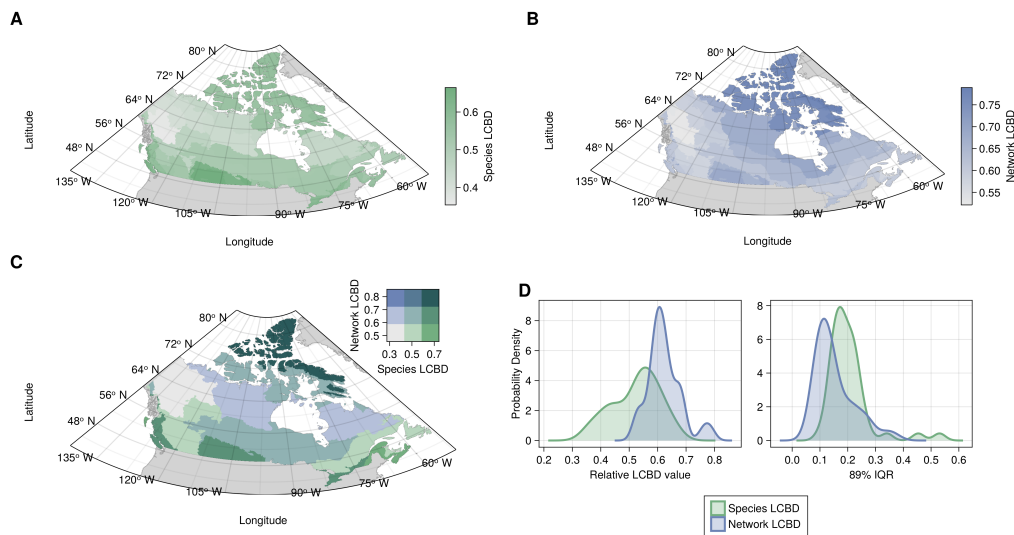 A
80° N
72° N
64° N
56° N
48° N
135° W
120° W
105° W
90° W
75° W
60° W
Latitude
Longitude
0.6
0.5
0.4
Species LCBD
B
80° N
72° N
64° N
56° N
48° N
135° W
120° W
105° W
90° W
75° W
60° W
Latitude
Longitude
0.75
0.70
0.65
0.60
0.55
Network LCBD
C
80° N
72° N
64° N
56° N
48° N
135° W
120° W
105° W
90° W
75° W
60° W
Latitude
Longitude
Network LCBD
0.8
0.7
0.6
0.5
0.3 0.5 0.7
Species LCBD
D
Probability Density
8
6
4
2
0
0.2 0.3 0.4 0.5 0.6 0.7 0.8
Relative LCBD value
8
6
4
2
0
0.0 0.1 0.2 0.3 0.4 0.5 0.6
89% IQR
Species LCBD
Network LCBD